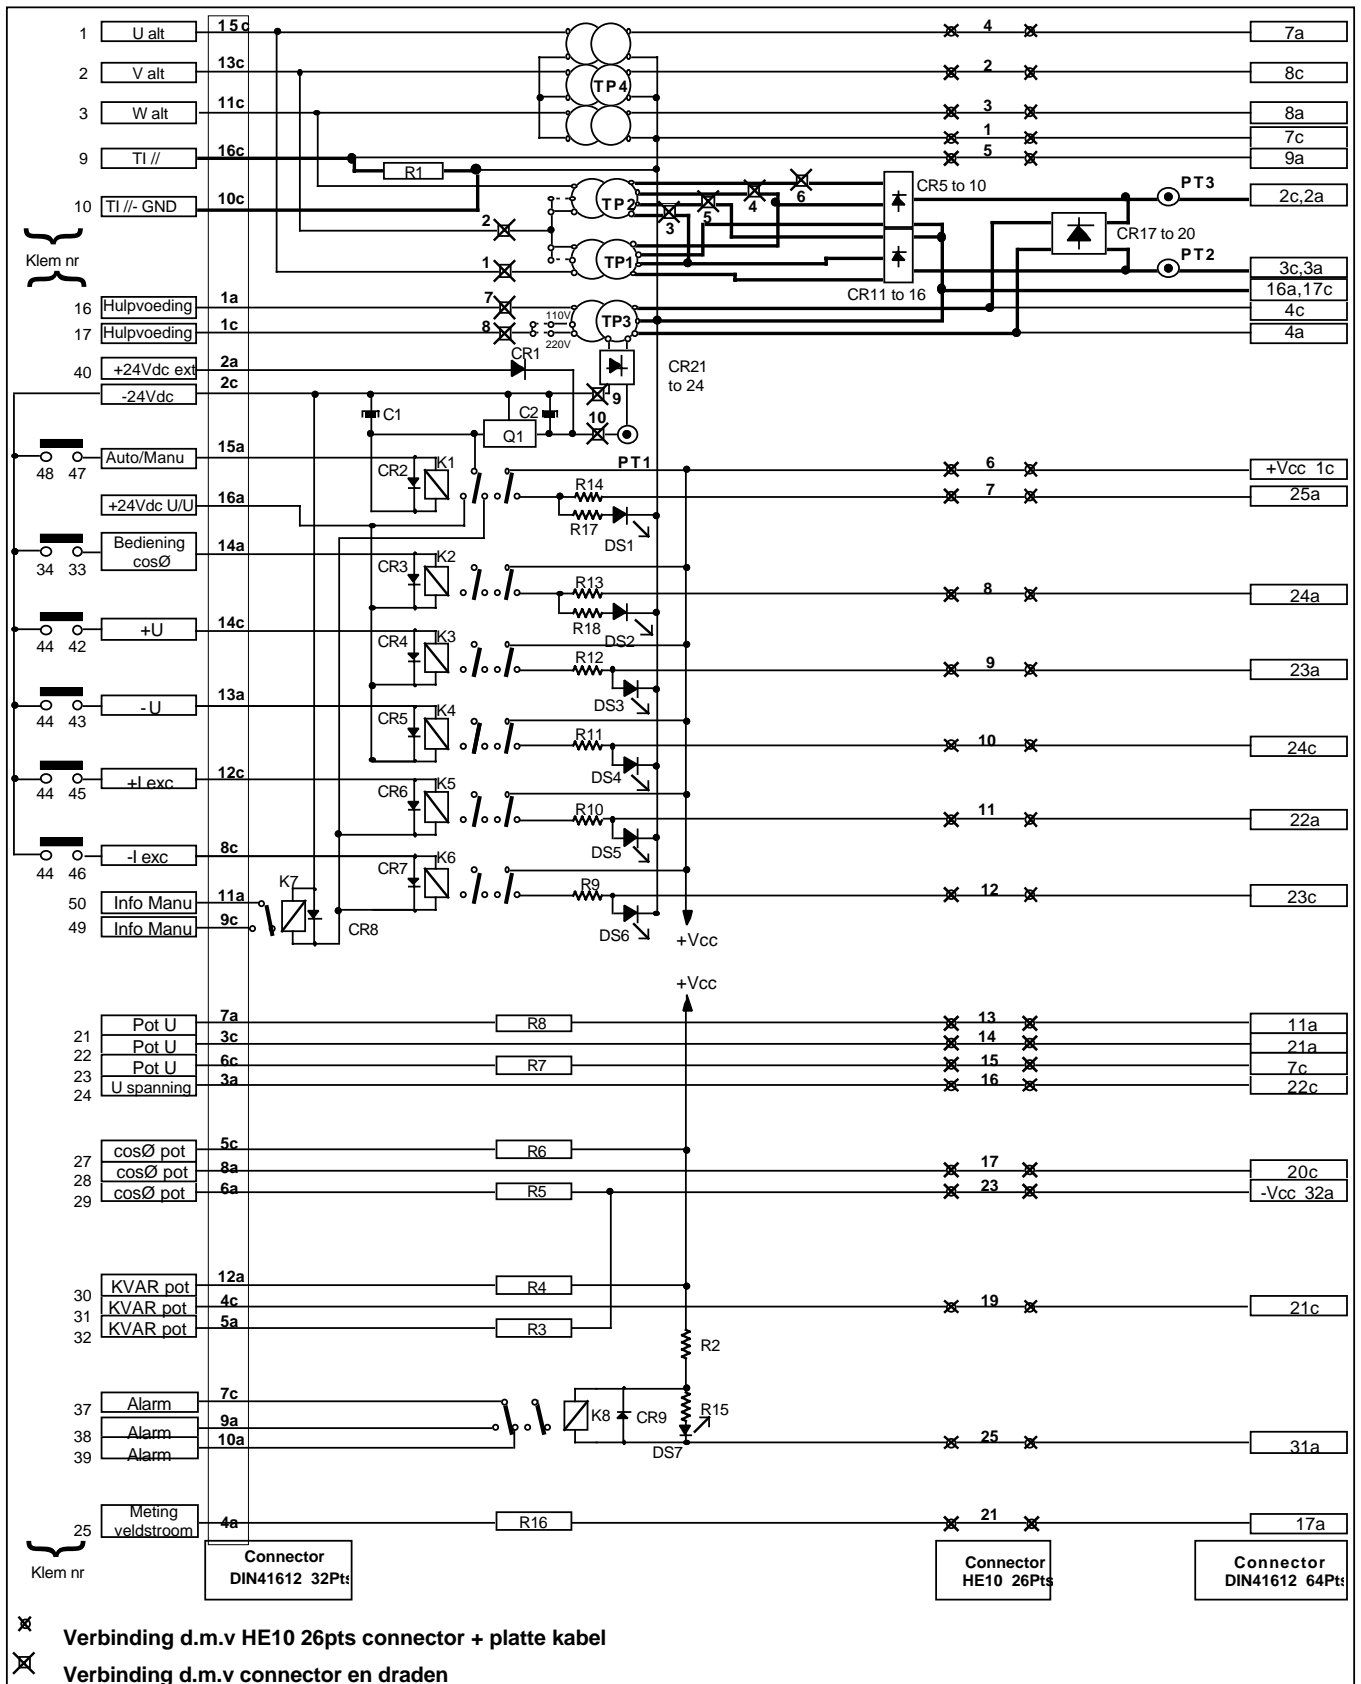 1 U alt 15c 4 7a
2 V alt 13c TP4 2 8c
3 W alt 11c 3 8a
1 7c
9 TI // 16c R1 5 9a
10 TI //- GND 10c TP2 2 3 5 4 6 CR5 to 10 PT3 2c,2a
CR17 to 20
Klem nr
1 TP1 CR11 to 16 PT2 3c,3a
16a,17c
16 Hulpvoeding 1a 7 110V TP3 4c
17 Hulpvoeding 1c 8 220V 4a
40 +24Vdc ext 2a CR1 CR21 to 24
-24Vdc 2c 9
C1 C2 Q1 10
48 47 Auto/Manu 15a CR2 K1 PT1 6 +Vcc 1c
R14 7 25a
+24Vdc U/U 16a R17 DS1
34 33 Bediening cosØ 14a CR3 K2 R13 8 24a
R18 DS2
44 42 +U 14c CR4 K3 R12 9 23a
DS3
44 43 - U 13a CR5 K4 R11 10 24c
DS4
44 45 +I exc 12c CR6 K5 R10 11 22a
DS5
44 46 -I exc 8c CR7 K6 R9 12 23c
DS6
50 Info Manu 11a K7
49 Info Manu 9c CR8
+Vcc
+Vcc
21 Pot U 7a R8 13 11a
22 Pot U 3c 14 21a
23 Pot U 6c R7 15 7c
24 U spanning 3a 16 22c
27 cosØ pot 5c R6
28 cosØ pot 8a 17 20c
29 cosØ pot 6a R5 23 -Vcc 32a
30 KVAR pot 12a R4
31 KVAR pot 4c 19 21c
32 KVAR pot 5a R3
R2
37 Alarm 7c K8 CR9 R15
38 Alarm 9a
39 Alarm 10a DS7 25 31a
25 Meting veldstroom 4a R16 21 17a
Klem nr
Connector DIN41612 32Pts
Connector HE10 26Pts
Connector DIN41612 64Pts
Verbinding d.m.v HE10 26pts connector + platte kabel
Verbinding d.m.v connector en draden